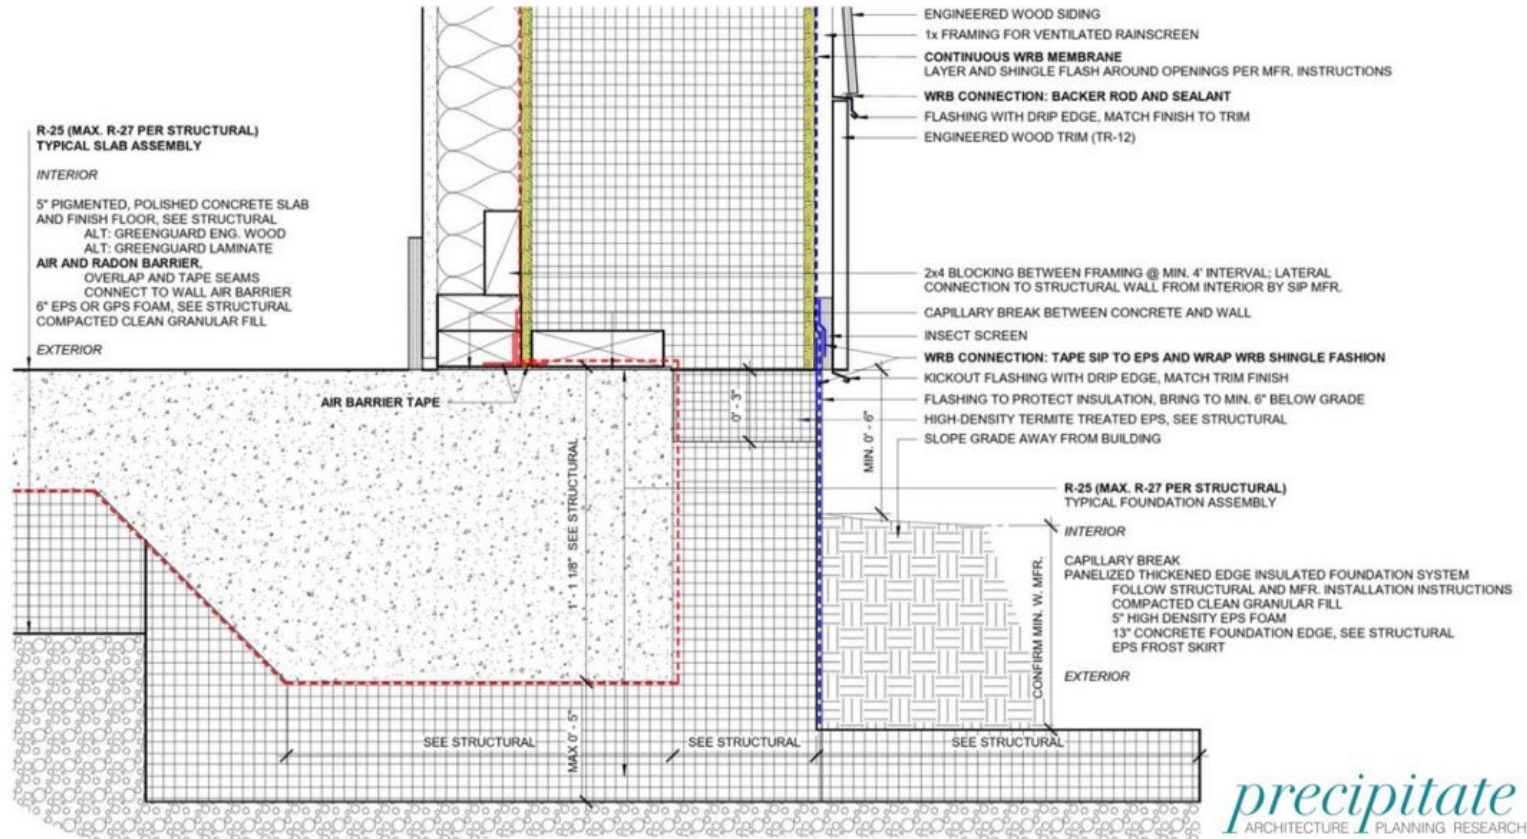 R-25 (MAX. R-27 PER STRUCTURAL)
TYPICAL SLAB ASSEMBLY
INTERIOR
5" PIGMENTED, POLISHED CONCRETE SLAB
AND FINISH FLOOR, SEE STRUCTURAL
ALT: GREENGUARD ENG. WOOD
ALT: GREENGUARD LAMINATE
AIR AND RADON BARRIER,
OVERLAP AND TAPE SEAMS
CONNECT TO WALL AIR BARRIER
6" EPS OR GPS FOAM, SEE STRUCTURAL
COMPACTED CLEAN GRANULAR FILL
EXTERIOR
AIR BARRIER TAPE
ENGINEERED WOOD SIDING
1x FRAMING FOR VENTILATED RAINSCREEN
CONTINUOUS WRB MEMBRANE
LAYER AND SHINGLE FLASH AROUND OPENINGS PER MFR. INSTRUCTIONS
WRB CONNECTION: BACKER ROD AND SEALANT
FLASHING WITH DRIP EDGE, MATCH FINISH TO TRIM
ENGINEERED WOOD TRIM (TR-12)
2x4 BLOCKING BETWEEN FRAMING @ MIN. 4' INTERVAL; LATERAL
CONNECTION TO STRUCTURAL WALL FROM INTERIOR BY SIP MFR.
CAPILLARY BREAK BETWEEN CONCRETE AND WALL
INSECT SCREEN
WRB CONNECTION: TAPE SIP TO EPS AND WRAP WRB SHINGLE FASHION
KICKOUT FLASHING WITH DRIP EDGE, MATCH TRIM FINISH
FLASHING TO PROTECT INSULATION, BRING TO MIN. 6" BELOW GRADE
HIGH-DENSITY TERMITE TREATED EPS, SEE STRUCTURAL
SLOPE GRADE AWAY FROM BUILDING
0' - 3"
MIN. 0' - 6"
1' 1 1/8" SEE STRUCTURAL
MAX 0' - 5"
CONFIRM MIN. W. MFR.
R-25 (MAX. R-27 PER STRUCTURAL)
TYPICAL FOUNDATION ASSEMBLY
INTERIOR
CAPILLARY BREAK
PANELIZED THICKENED EDGE INSULATED FOUNDATION SYSTEM
FOLLOW STRUCTURAL AND MFR. INSTALLATION INSTRUCTIONS
COMPACTED CLEAN GRANULAR FILL
5" HIGH DENSITY EPS FOAM
13" CONCRETE FOUNDATION EDGE, SEE STRUCTURAL
EPS FROST SKIRT
EXTERIOR
SEE STRUCTURAL
SEE STRUCTURAL
SEE STRUCTURAL
precipitate
ARCHITECTURE PLANNING RESEARCH